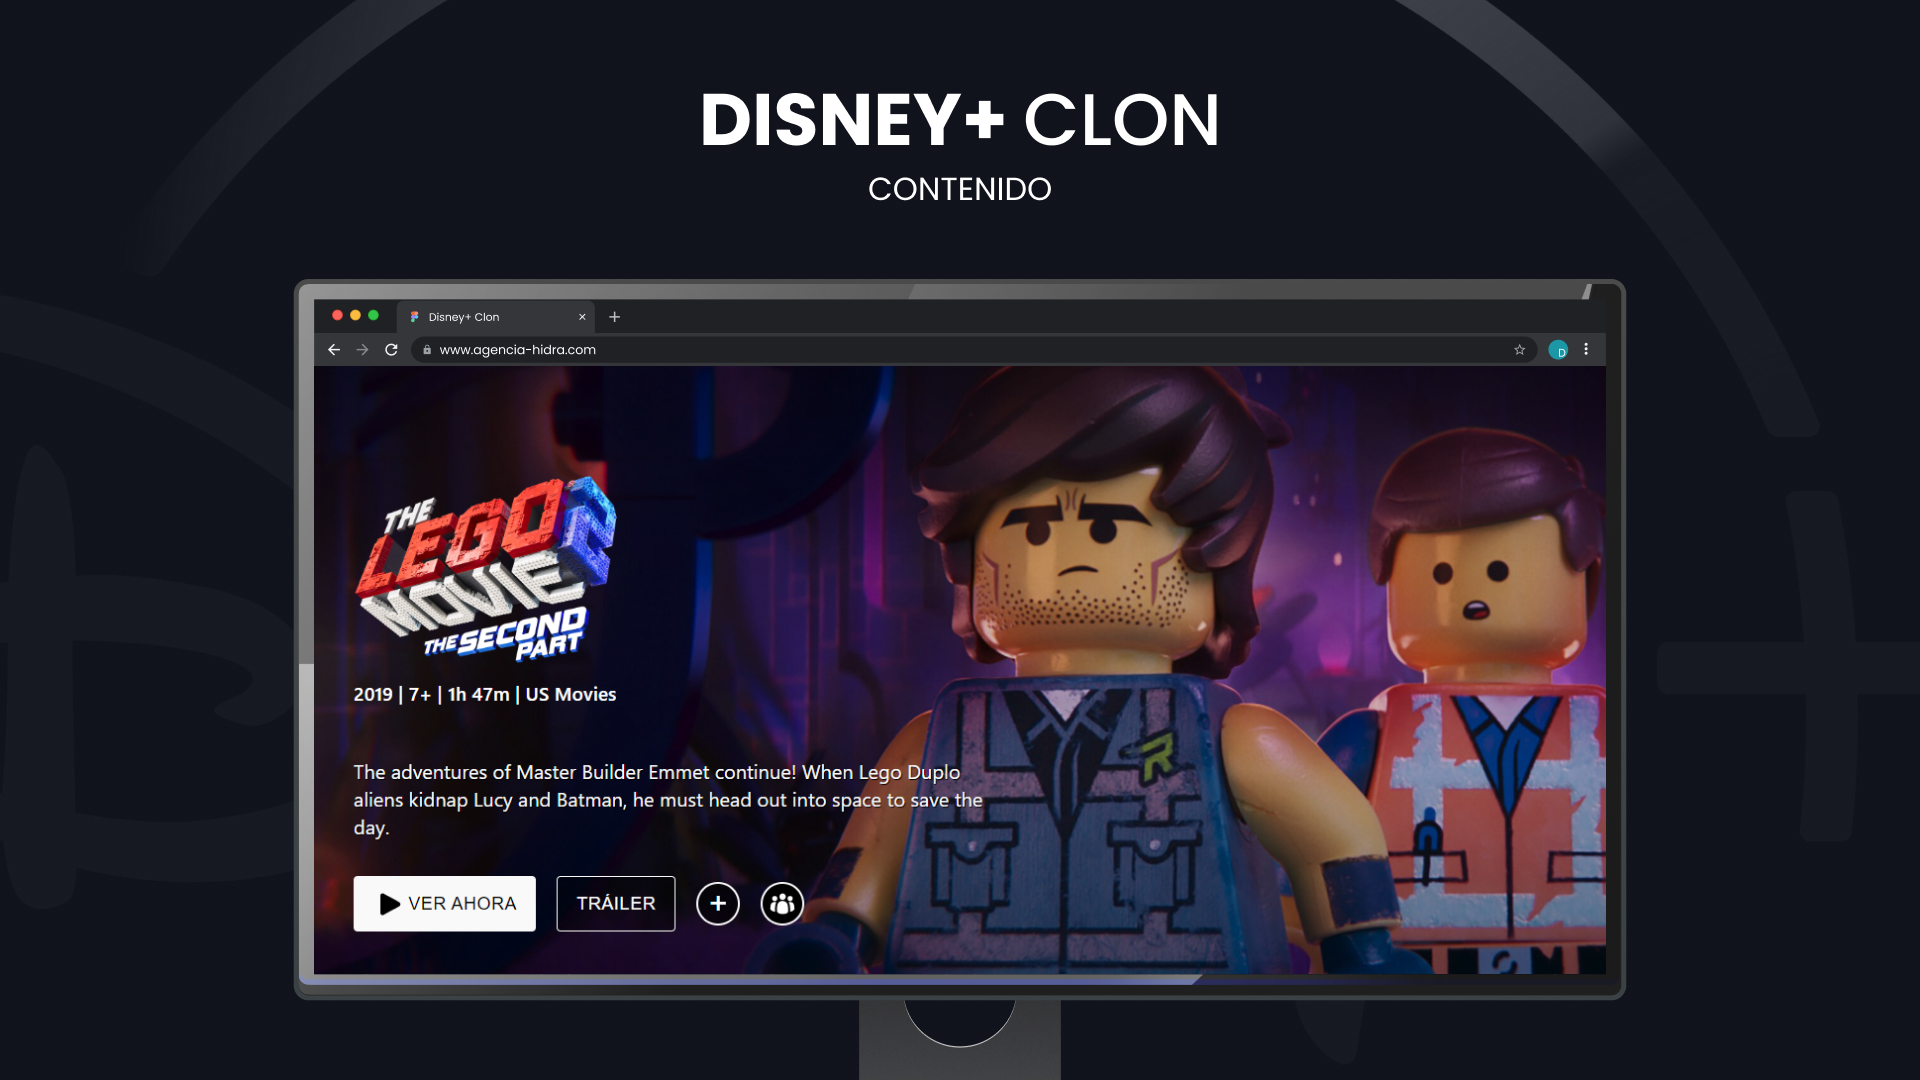 DISNEY+ CLON
CONTENIDO
Disney+ Clon
www.agencia-hidra.com
D
THE
LEGO
MOVIE 2
THE SECOND
PART
2019 | 7+ | 1h 47m | US Movies
The adventures of Master Builder Emmet continue! When Lego Duplo
aliens kidnap Lucy and Batman, he must head out into space to save the
day.
VER AHORA
TRÁILER
R